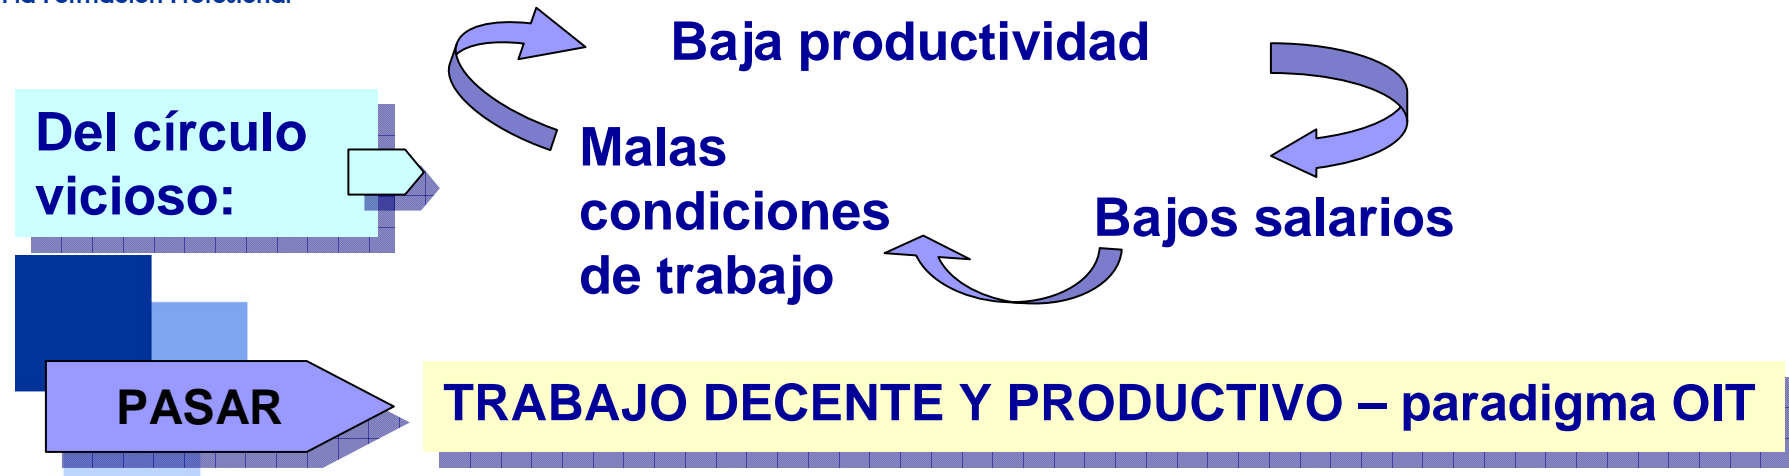 Baja productividad
Del círculo
vicioso:
Malas
condiciones
de trabajo
Bajos salarios
PASAR
TRABAJO DECENTE Y PRODUCTIVO – paradigma OIT